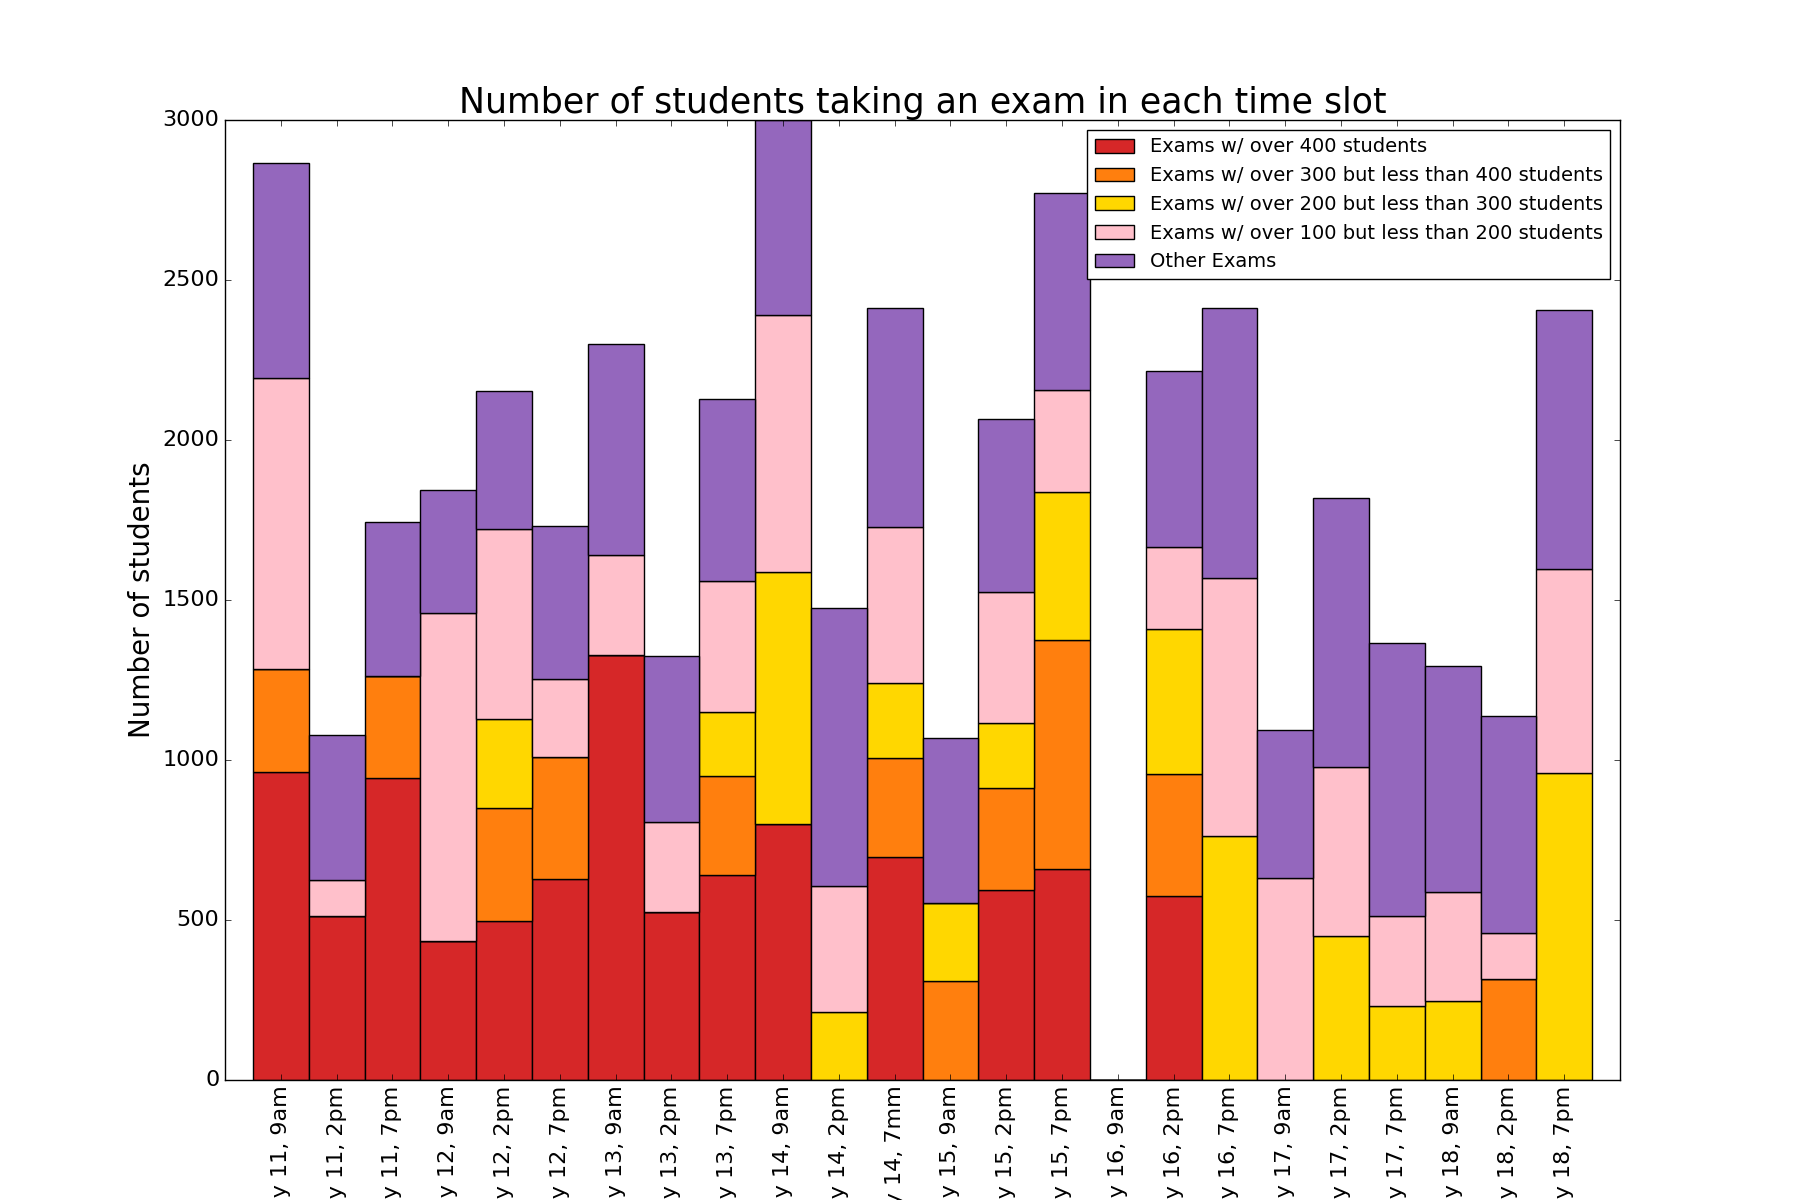 Number of students taking an exam in each time slot
Exams w/ over 400 students
Exams w/ over 300 but less than 400 students
Exams w/ over 200 but less than 300 students
Exams w/ over 100 but less than 200 students
Other Exams
Number of students
3000
2500
2000
1500
1000
500
0
y 11, 9am
y 11, 2pm
y 11, 7pm
y 12, 9am
y 12, 2pm
y 12, 7pm
y 13, 9am
y 13, 2pm
y 13, 7pm
y 14, 9am
y 14, 2pm
y 14, 7mm
y 15, 9am
y 15, 2pm
y 15, 7pm
y 16, 9am
y 16, 2pm
y 16, 7pm
y 17, 9am
y 17, 2pm
y 17, 7pm
y 18, 9am
y 18, 2pm
y 18, 7pm